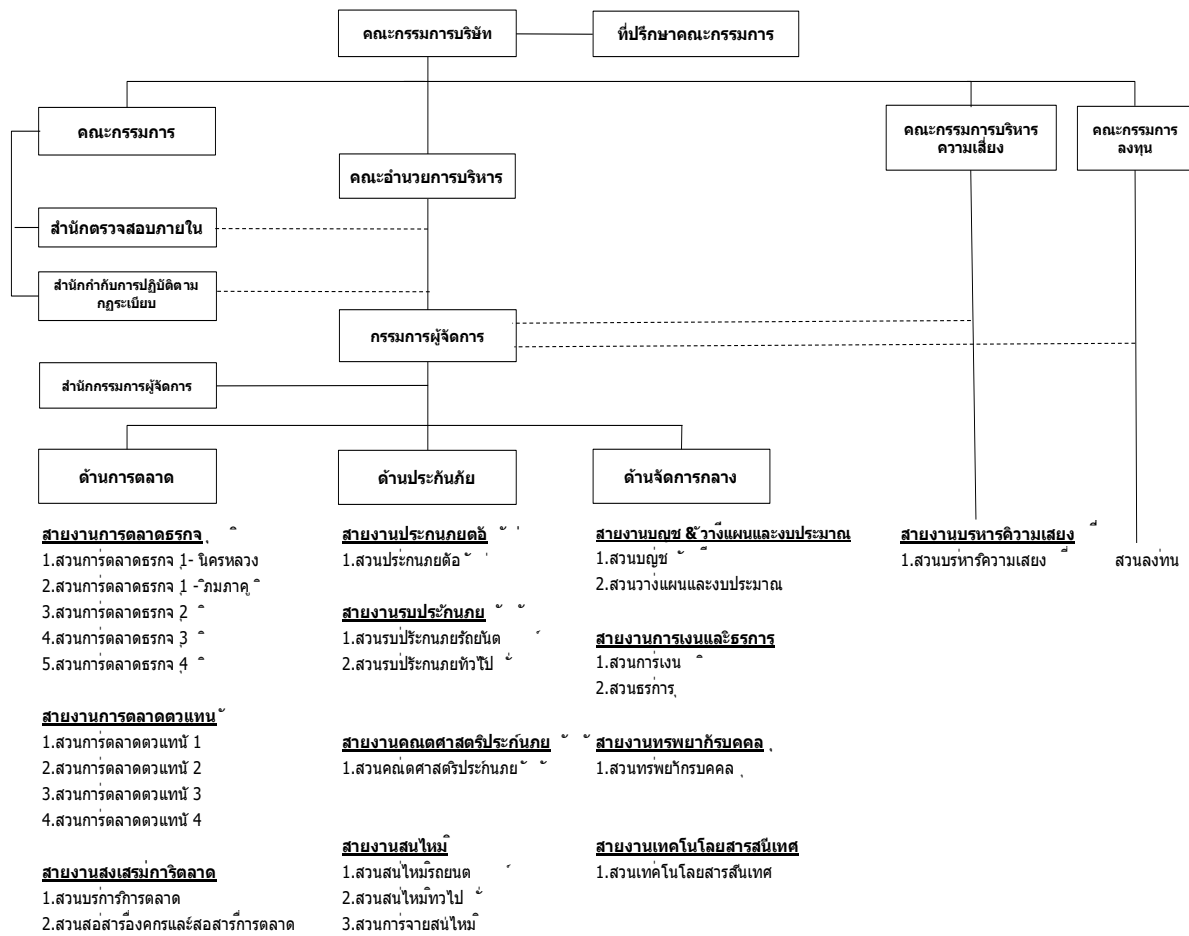 คณะกรรมการบริษัท
ที่ปรึกษาคณะกรรมการ
คณะกรรมการ
คณะกรรมการบริหาร
ความเสี่ยง
คณะกรรมการ
ลงทุน
คณะอำนวยการบริหาร
สำนักตรวจสอบภายใน
สำนักกำกับการปฏิบัติตาม
กฎระเบียบ
กรรมการผู้จัดการ
สำนักกรรมการผู้จัดการ
ด้านการตลาด
ด้านประกันภัย
ด้านจัดการกลาง
สายงานการตลาดธรกจ ุ ิ
1.สวนการ่ตลาดธรกจ ุ1- นิครหลวง
2.สวนการ่ตลาดธรกจ ุ1 -ิภมภาค ู ิ
3.สวนการ่ตลาดธรกจ ุ2 ิ
4.สวนการ่ตลาดธรกจ ุ3 ิ
5.สวนการ่ตลาดธรกจ ุ4 ิ
สายงานการตลาดตวแทน ั
1.สวนการ่ตลาดตวแทนั 1
2.สวนการ่ตลาดตวแทนั 2
3.สวนการ่ตลาดตวแทนั 3
4.สวนการ่ตลาดตวแทนั 4
สายงานสงเสรม่การิตลาด
1.สวนบร่การิการตลาด
2.สวนสอ่สารื่องคกรและ์สอสารื่การตลาด
สายงานประกนภยตอั ั ่
1.สวนประ่กนภยตอั ั ่
สายงานรบประกันภย ั ั
1.สวนรบ่ประักนภยรัถยนัต ์
2.สวนรบ่ประักนภยทัวไปั ั่
สายงานคณตศาสตริประกันภย ั ั
1.สวนคณ่ตศาสตริประกันภย ั ั
สายงานสนไหมิ
1.สวนสน่ไหมิรถยนต ์
2.สวนสน่ไหมิทวไป ั่
3.สวนการ่จายสน่ไหมิ
สายงานบญช & ัวาง่ีแผนและงบประมาณ
1.สวนบญ่ช ั ี
2.สวนวาง่แผนและงบประมาณ
สายงานการเงนและิธรการ
1.สวนการ่เงน ิ
2.สวนธร่การ ุ
สายงานทรพยากัรบคคล ุ
1.สวนทร่พยากัรบคคล ุ
สายงานเทคโนโลยสารสนีเทศ
1.สวนเทค่โนโลยสารสนีเทศ
สายงานบรหารคิวามเสยง ี่
1.สวนบร่หารคิวามเสยง ี่
สวนลง่ทน ุ